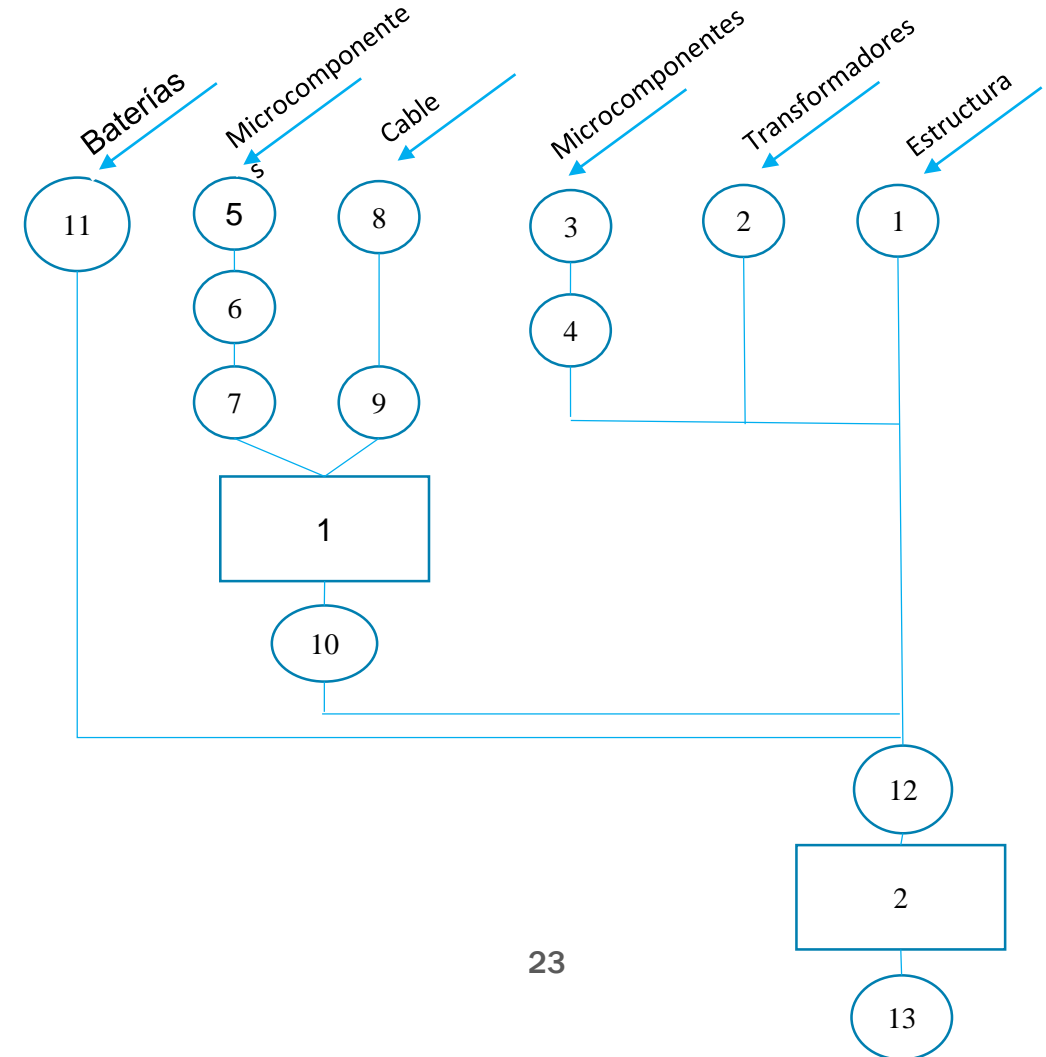 Baterías
Microcomponente
s
Cable
Microcomponentes
Transformadores
Estructura
11
5
8
3
2
1
6
4
7
9
1
10
12
2
23
13